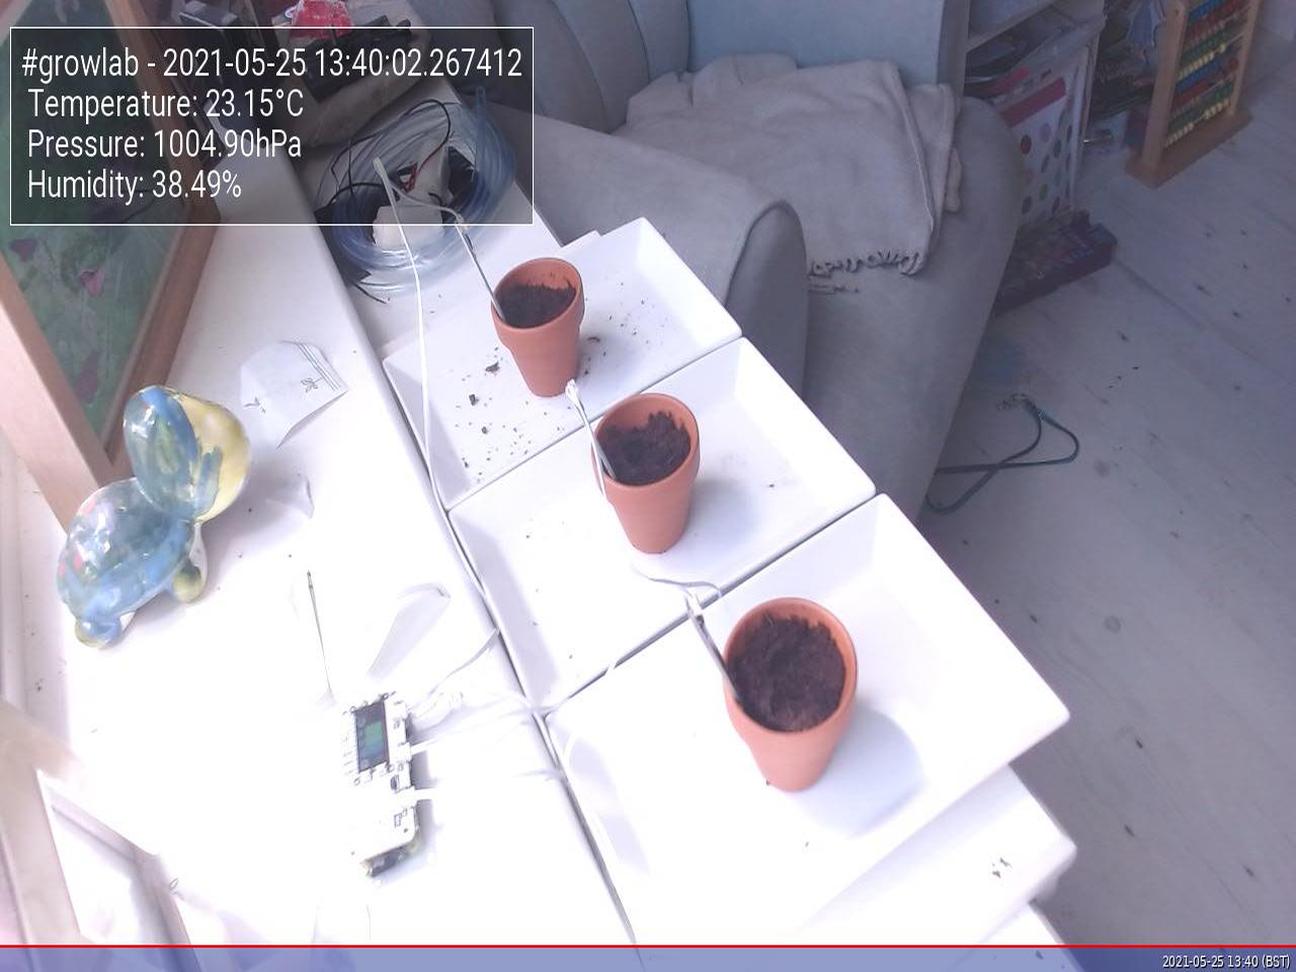 #growlab - 2021-05-25 13:40:02.267412
Temperature: 23.15°C
Pressure: 1004.90hPa
Humidity: 38.49%
2021-05-25 13:40 (BST)